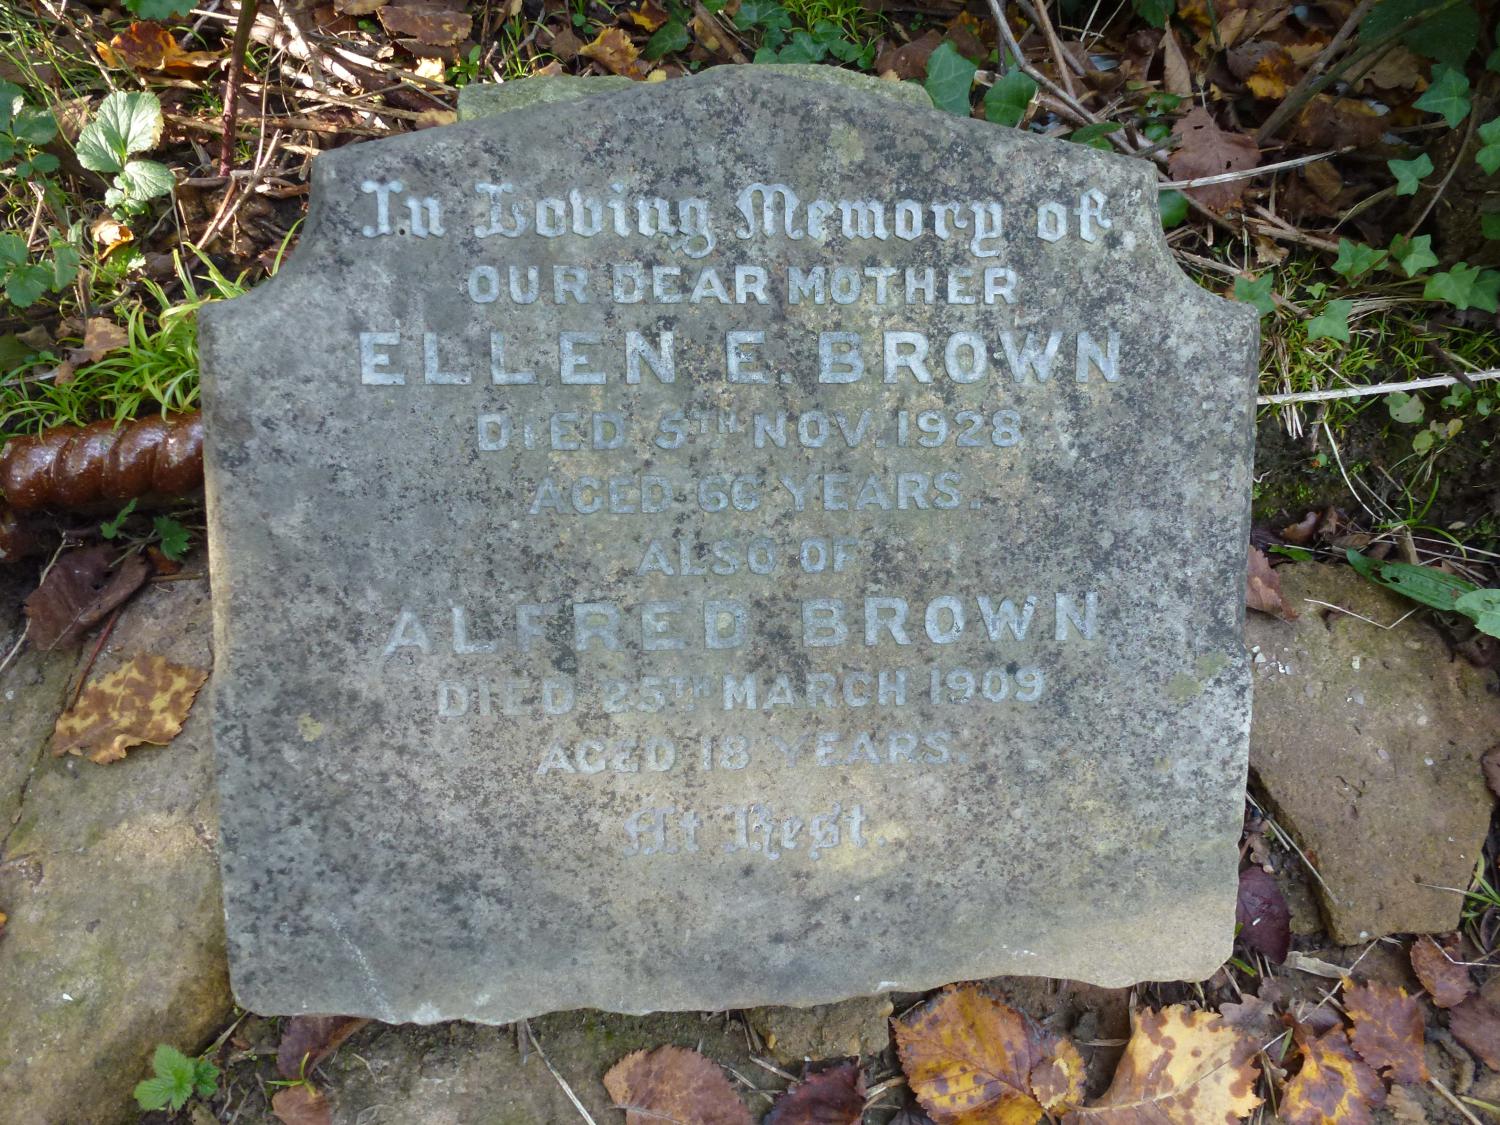 In Loving Memory of
OUR DEAR MOTHER
ELLEN E. BROWN
DIED 5TH NOV. 1928
AGED 66 YEARS.
ALSO OF
ALFRED BROWN
DIED 25TH MARCH 1909
AGED 18 YEARS.
At Rest.